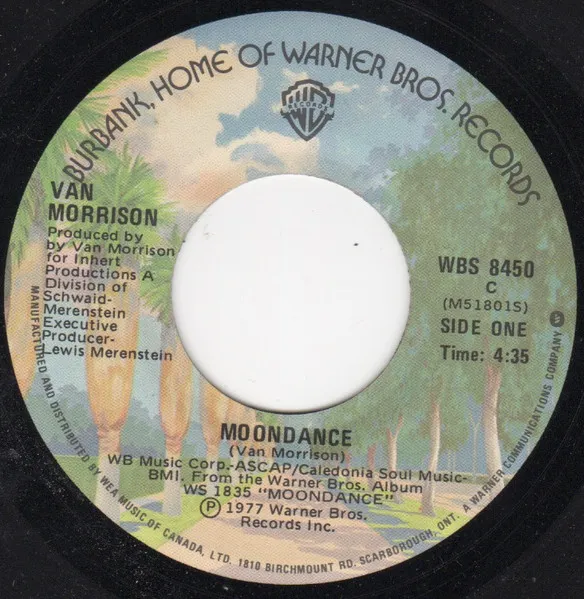 BURBANK, HOME OF WARNER BROS. RECORDS
WB
RECORDS
VAN
MORRISON
Produced by
by Van Morrison
for Inhert
Productions A
Division of
Schwaid-
Merenstein
Executive
Producer-
Lewis Merenstein
WBS 8450
C
(M51801S)
SIDE ONE
Time: 4:35
MOONDANCE
(Van Morrison)
WB Music Corp.-ASCAP/Caledonia Soul Music-
BMI. From the Warner Bros. Album
WS 1835 "MOONDANCE"
Ⓟ 1977 Warner Bros.
Records Inc.
MANUFACTURED AND DISTRIBUTED BY WEA MUSIC OF CANADA, LTD. 1810 BIRCHMOUNT RD. SCARBOROUGH, ONT. A WARNER COMMUNICATIONS COMPANY